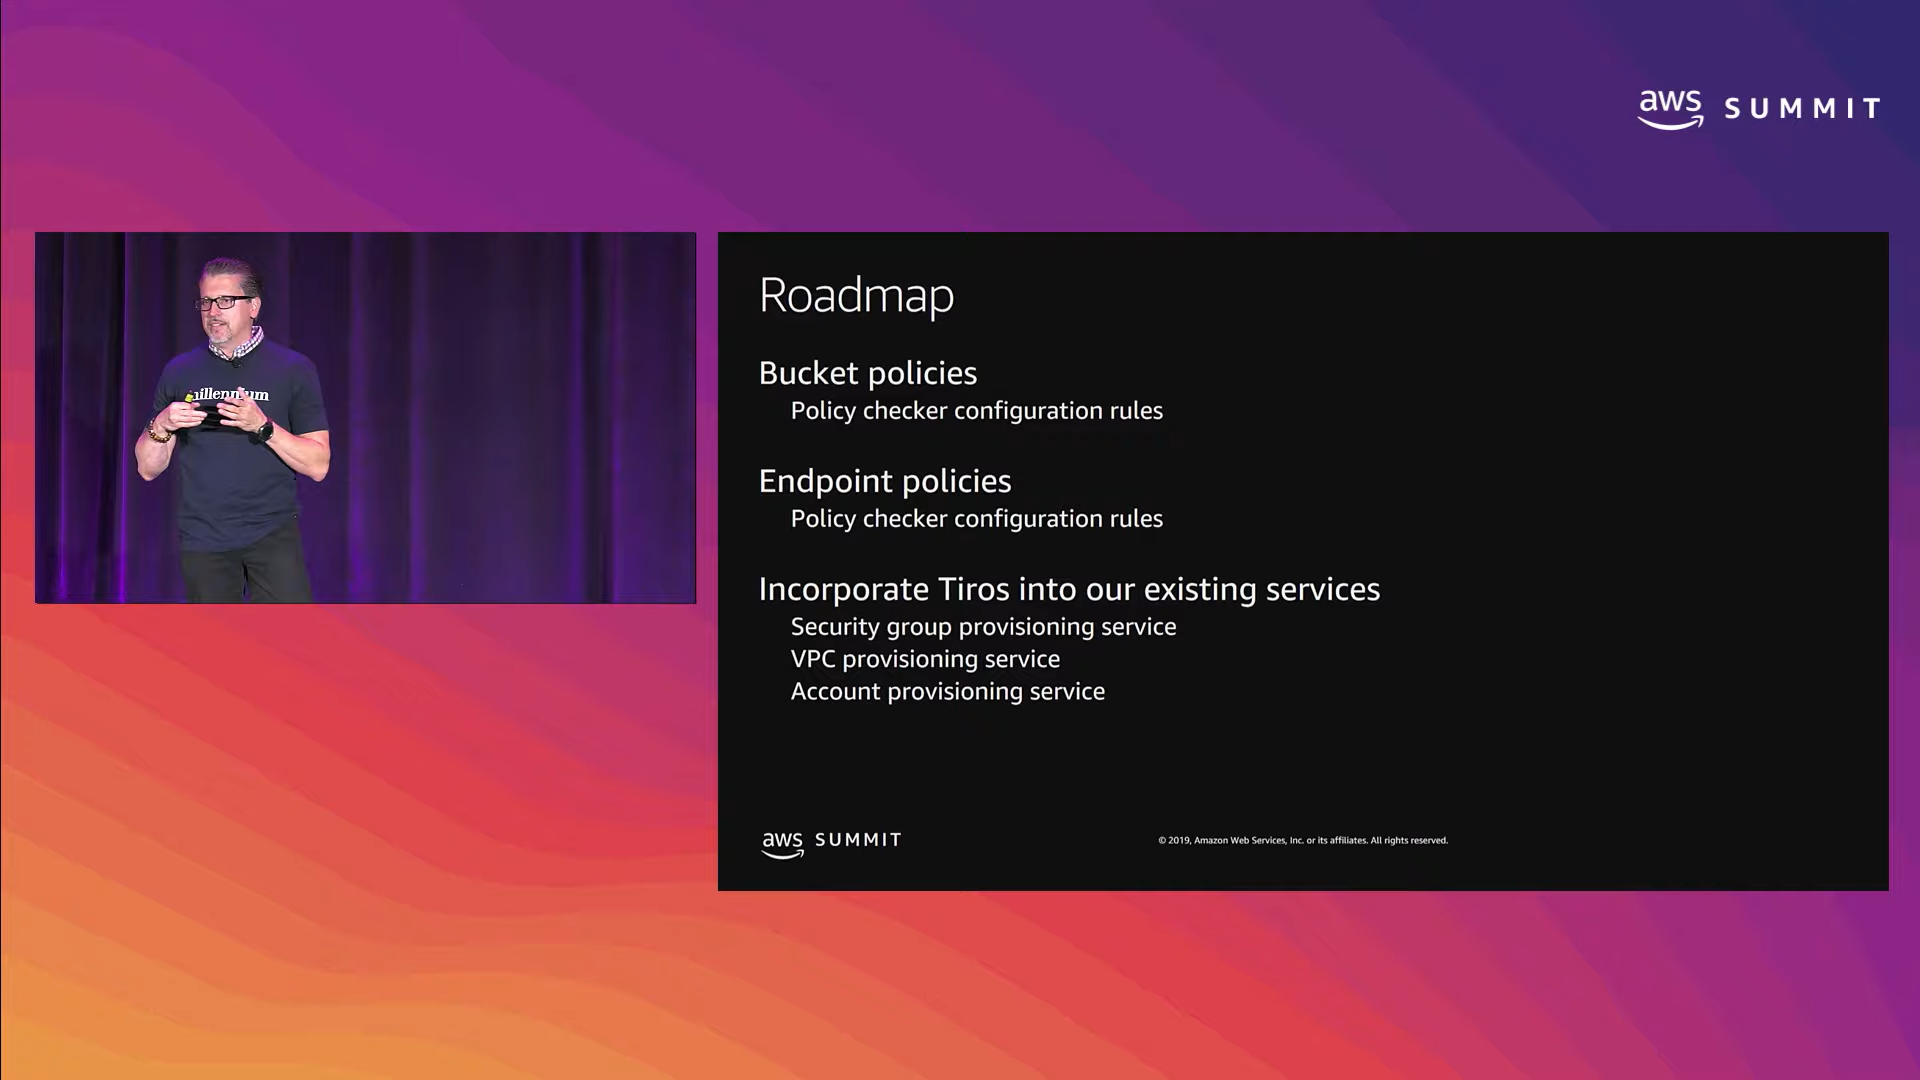 aws SUMMIT
millennium
Roadmap
Bucket policies
Policy checker configuration rules
Endpoint policies
Policy checker configuration rules
Incorporate Tiros into our existing services
Security group provisioning service
VPC provisioning service
Account provisioning service
aws SUMMIT
© 2019, Amazon Web Services, Inc. or its affiliates. All rights reserved.